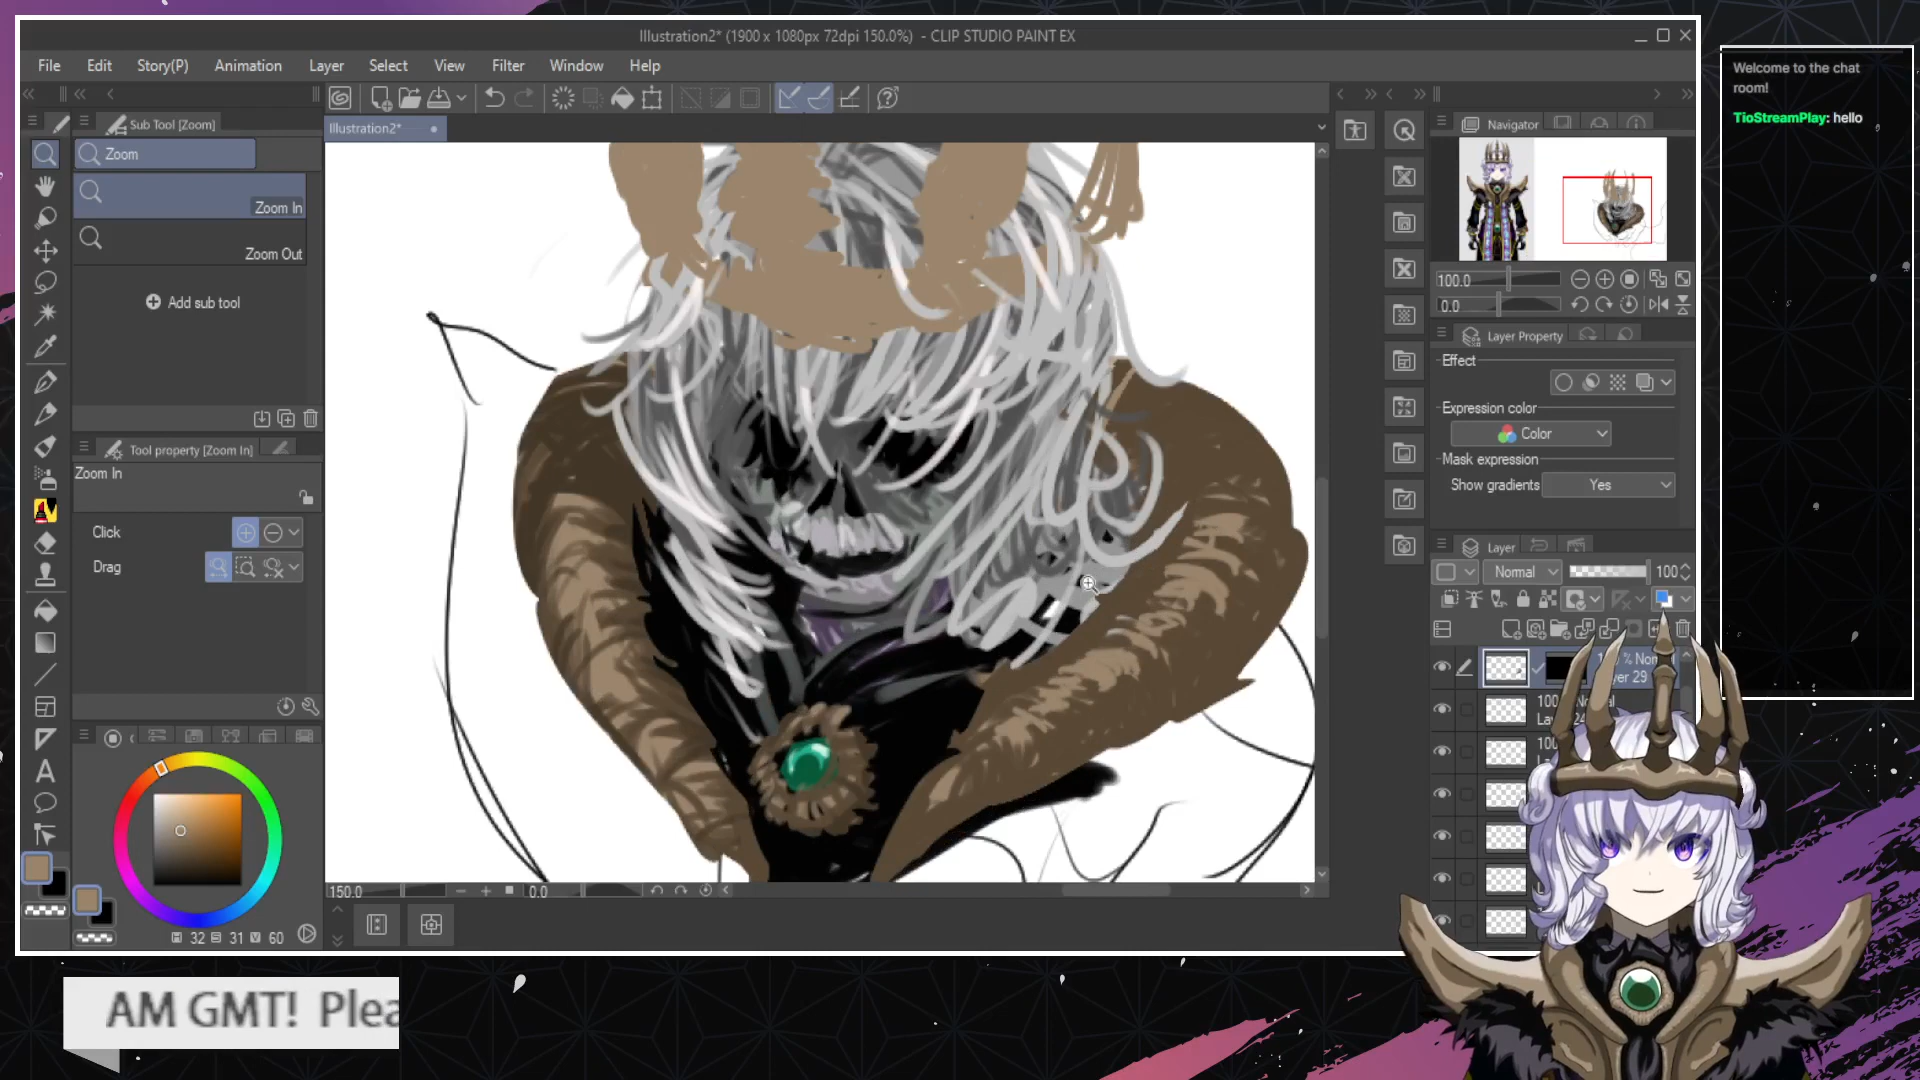 Illustration2* (1900 x 1080px 72dpi 150.0%) - CLIP STUDIO PAINT EX
File Edit Story(P) Animation Layer Select View Filter Window Help
Sub Tool [Zoom]
Zoom
Zoom In
Zoom Out
Add sub tool
Tool property [Zoom In]
Zoom In
Click
Drag
32 31 60
Illustration2*
150.0
0.0
Navigator
100.0
0.0
Layer Property
Effect
Expression color
Color
Mask expression
Show gradients Yes
Layer
Normal 100
Welcome to the chat
room!
TioStreamPlay: hello
AM GMT! Plea